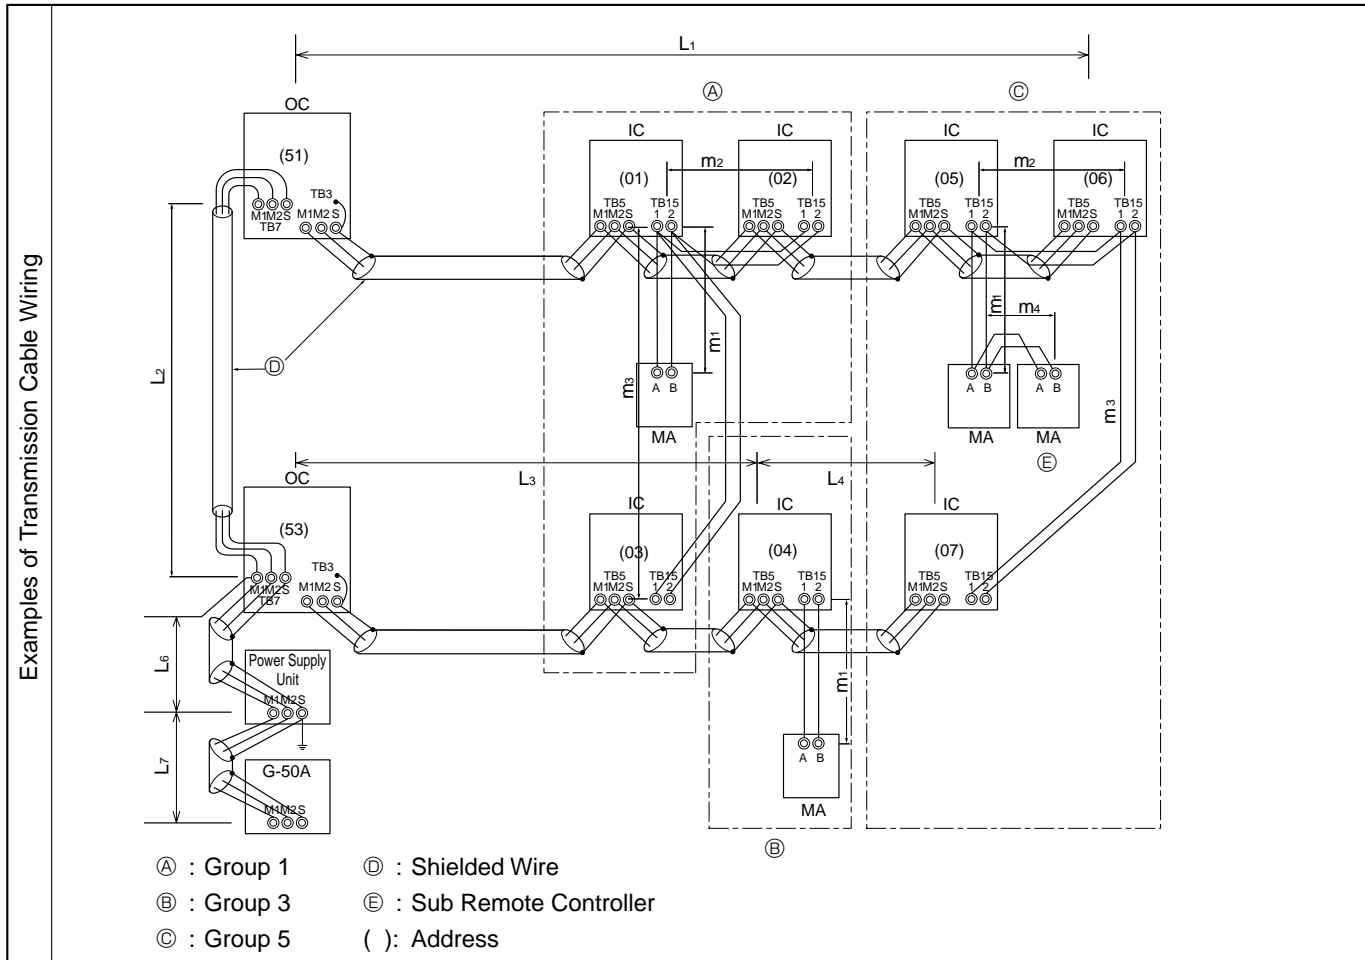 Examples of Transmission Cable Wiring
L1
Ⓐ
Ⓒ
OC
IC
IC
IC
IC
(51)
(01)
m2
(02)
(05)
m2
(06)
TB3
M1M2S
TB7
M1M2 S
TB5
M1M2S
TB15
1 2
TB5
M1M2S
TB15
1 2
TB5
M1M2S
TB15
1 2
TB5
M1M2S
TB15
1 2
L2
Ⓓ
m3
m1
m1
m4
m3
A B
MA
A B
MA
A B
MA
Ⓔ
L3
L4
OC
IC
IC
IC
(53)
(03)
(04)
(07)
TB3
M1M2S
TB7
M1M2 S
TB5
M1M2S
TB15
1 2
TB5
M1M2S
TB15
1 2
TB5
M1M2S
TB15
1 2
L6
Power Supply
Unit
M1M2S
m1
L7
G-50A
M1M2S
A B
MA
Ⓑ
Ⓐ : Group 1
Ⓓ : Shielded Wire
Ⓑ : Group 3
Ⓔ : Sub Remote Controller
Ⓒ : Group 5
( ): Address